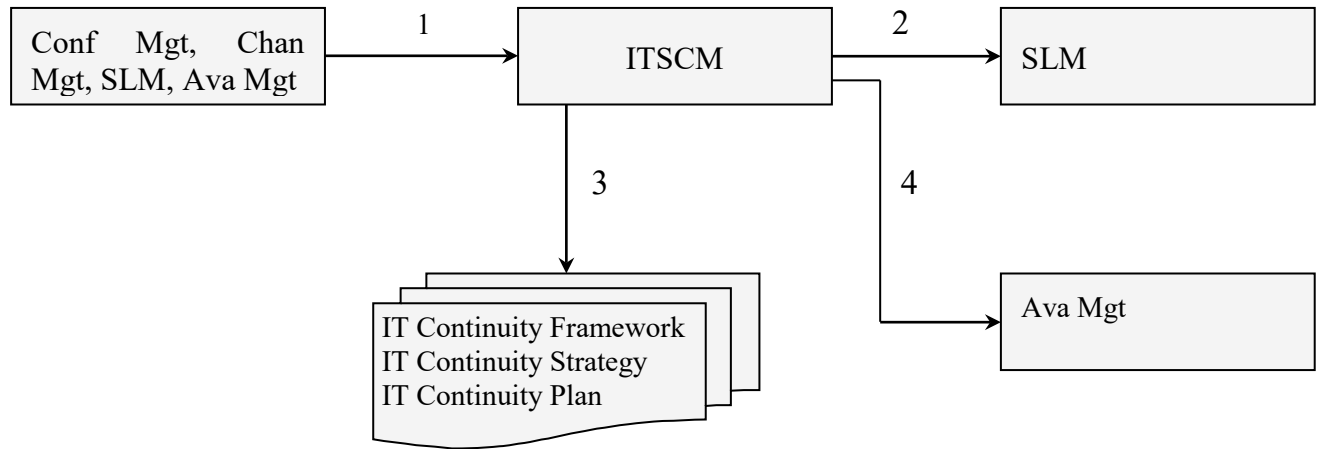 Conf Mgt, Chan
Mgt, SLM, Ava Mgt
1
ITSCM
2
SLM
3
4
IT Continuity Framework
IT Continuity Strategy
IT Continuity Plan
Ava Mgt